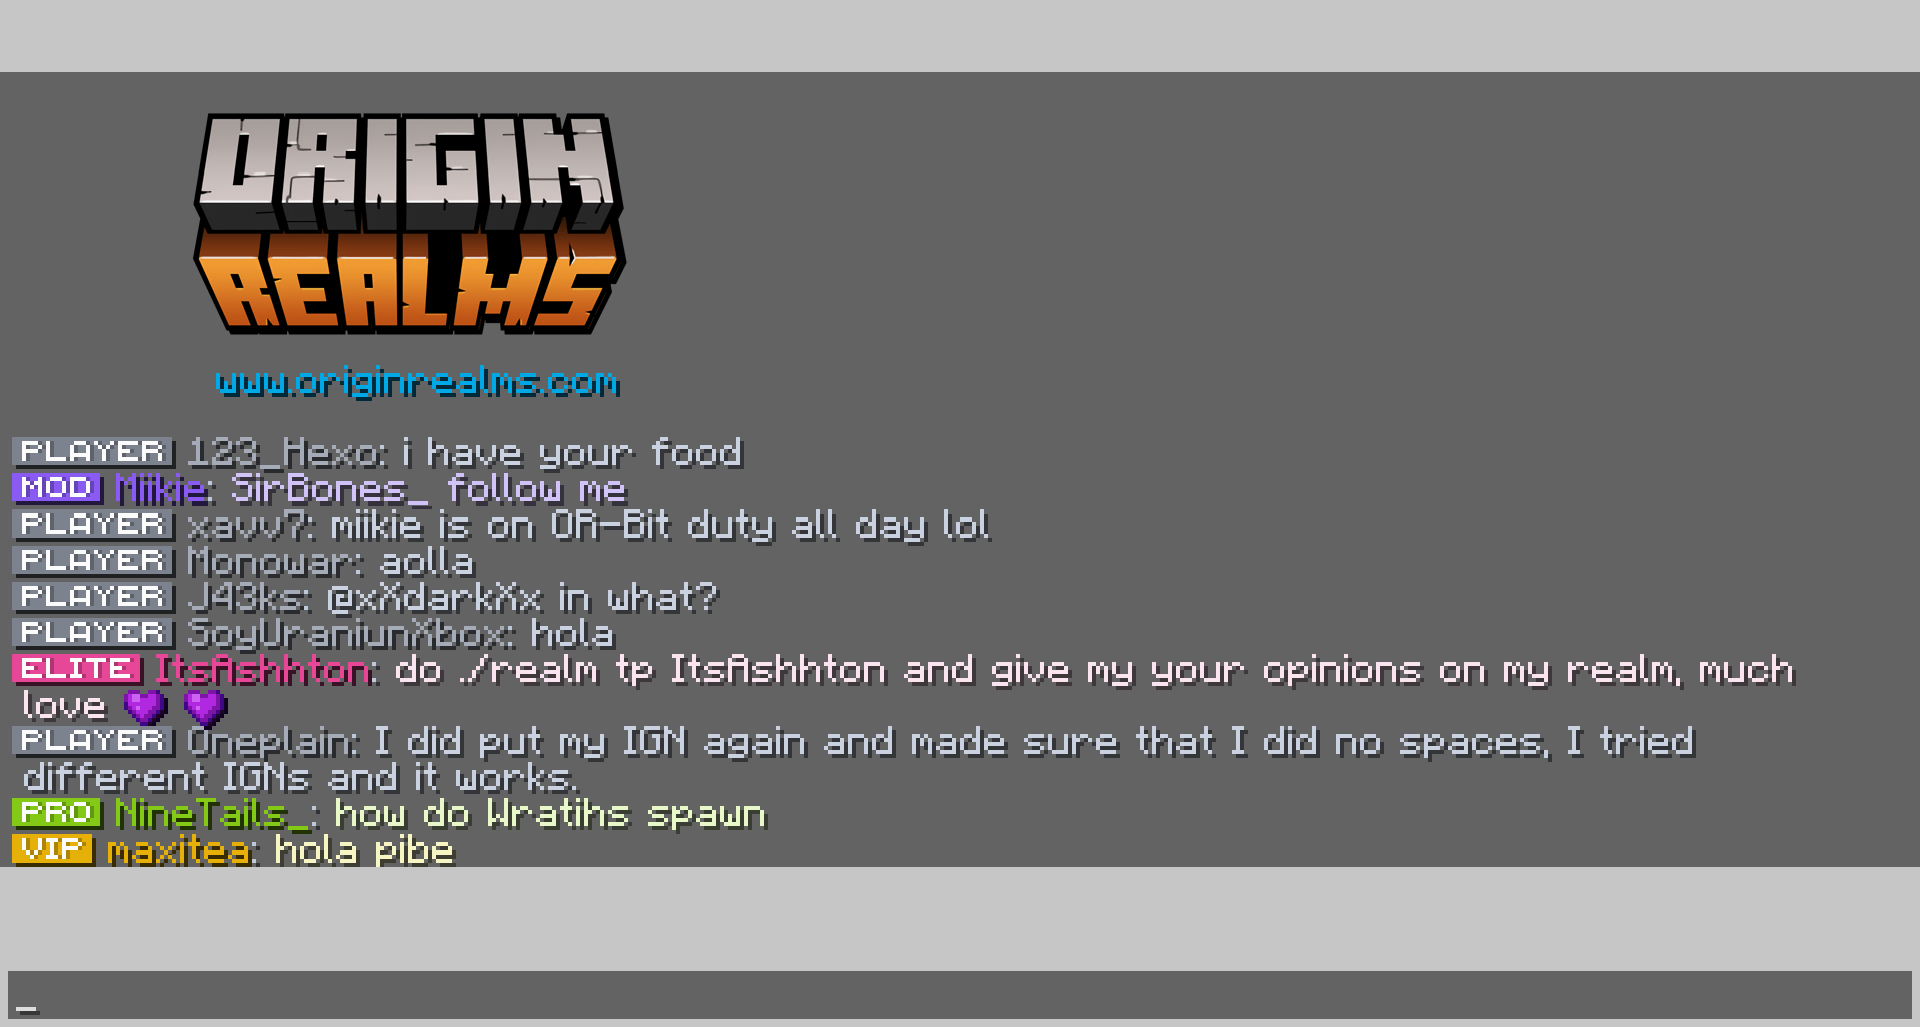 ORIGIN
REALMS
www.originrealms.com
PLAYER 123_Hexo: i have your food
MOD Miikie: SirBones_ follow me
PLAYER xavv7: miikie is on OR-Bit duty all day lol
PLAYER Monowar: aolla
PLAYER J43ks: @xXdarkXx in what?
PLAYER SoyUraniunXbox: hola
ELITE ItsAshhton: do ./realm tp ItsAshhton and give my your opinions on my realm, much
love 💜 💜
PLAYER Oneplain: I did put my IGN again and made sure that I did no spaces, I tried
different IGNs and it works.
PRO NineTails_: how do Wratihs spawn
VIP maxitea: hola pibe
_